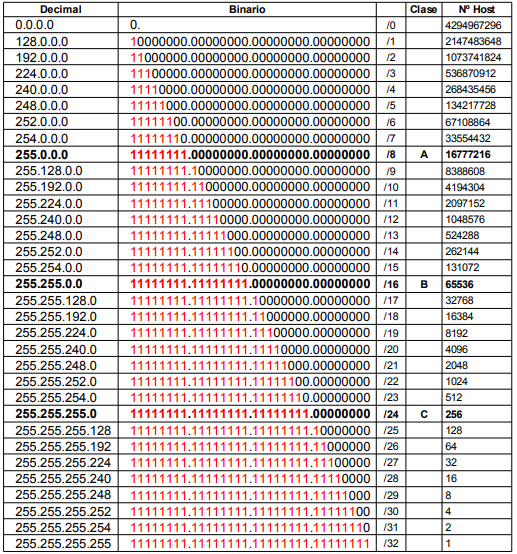 Decimal Binario Clase Nº Host
0.0.0.0 0. /0 4294967296
128.0.0.0 10000000.00000000.00000000.00000000 /1 2147483648
192.0.0.0 11000000.00000000.00000000.00000000 /2 1073741824
224.0.0.0 11100000.00000000.00000000.00000000 /3 536870912
240.0.0.0 11110000.00000000.00000000.00000000 /4 268435456
248.0.0.0 11111000.00000000.00000000.00000000 /5 134217728
252.0.0.0 11111100.00000000.00000000.00000000 /6 67108864
254.0.0.0 11111110.00000000.00000000.00000000 /7 33554432
255.0.0.0 11111111.00000000.00000000.00000000 /8 A 16777216
255.128.0.0 11111111.10000000.00000000.00000000 /9 8388608
255.192.0.0 11111111.11000000.00000000.00000000 /10 4194304
255.224.0.0 11111111.11100000.00000000.00000000 /11 2097152
255.240.0.0 11111111.11110000.00000000.00000000 /12 1048576
255.248.0.0 11111111.11111000.00000000.00000000 /13 524288
255.252.0.0 11111111.11111100.00000000.00000000 /14 262144
255.254.0.0 11111111.11111110.00000000.00000000 /15 131072
255.255.0.0 11111111.11111111.00000000.00000000 /16 B 65536
255.255.128.0 11111111.11111111.10000000.00000000 /17 32768
255.255.192.0 11111111.11111111.11000000.00000000 /18 16384
255.255.224.0 11111111.11111111.11100000.00000000 /19 8192
255.255.240.0 11111111.11111111.11110000.00000000 /20 4096
255.255.248.0 11111111.11111111.11111000.00000000 /21 2048
255.255.252.0 11111111.11111111.11111100.00000000 /22 1024
255.255.254.0 11111111.11111111.11111110.00000000 /23 512
255.255.255.0 11111111.11111111.11111111.00000000 /24 C 256
255.255.255.128 11111111.11111111.11111111.10000000 /25 128
255.255.255.192 11111111.11111111.11111111.11000000 /26 64
255.255.255.224 11111111.11111111.11111111.11100000 /27 32
255.255.255.240 11111111.11111111.11111111.11110000 /28 16
255.255.255.248 11111111.11111111.11111111.11111000 /29 8
255.255.255.252 11111111.11111111.11111111.11111100 /30 4
255.255.255.254 11111111.11111111.11111111.11111110 /31 2
255.255.255.255 11111111.11111111.11111111.11111111 /32 1